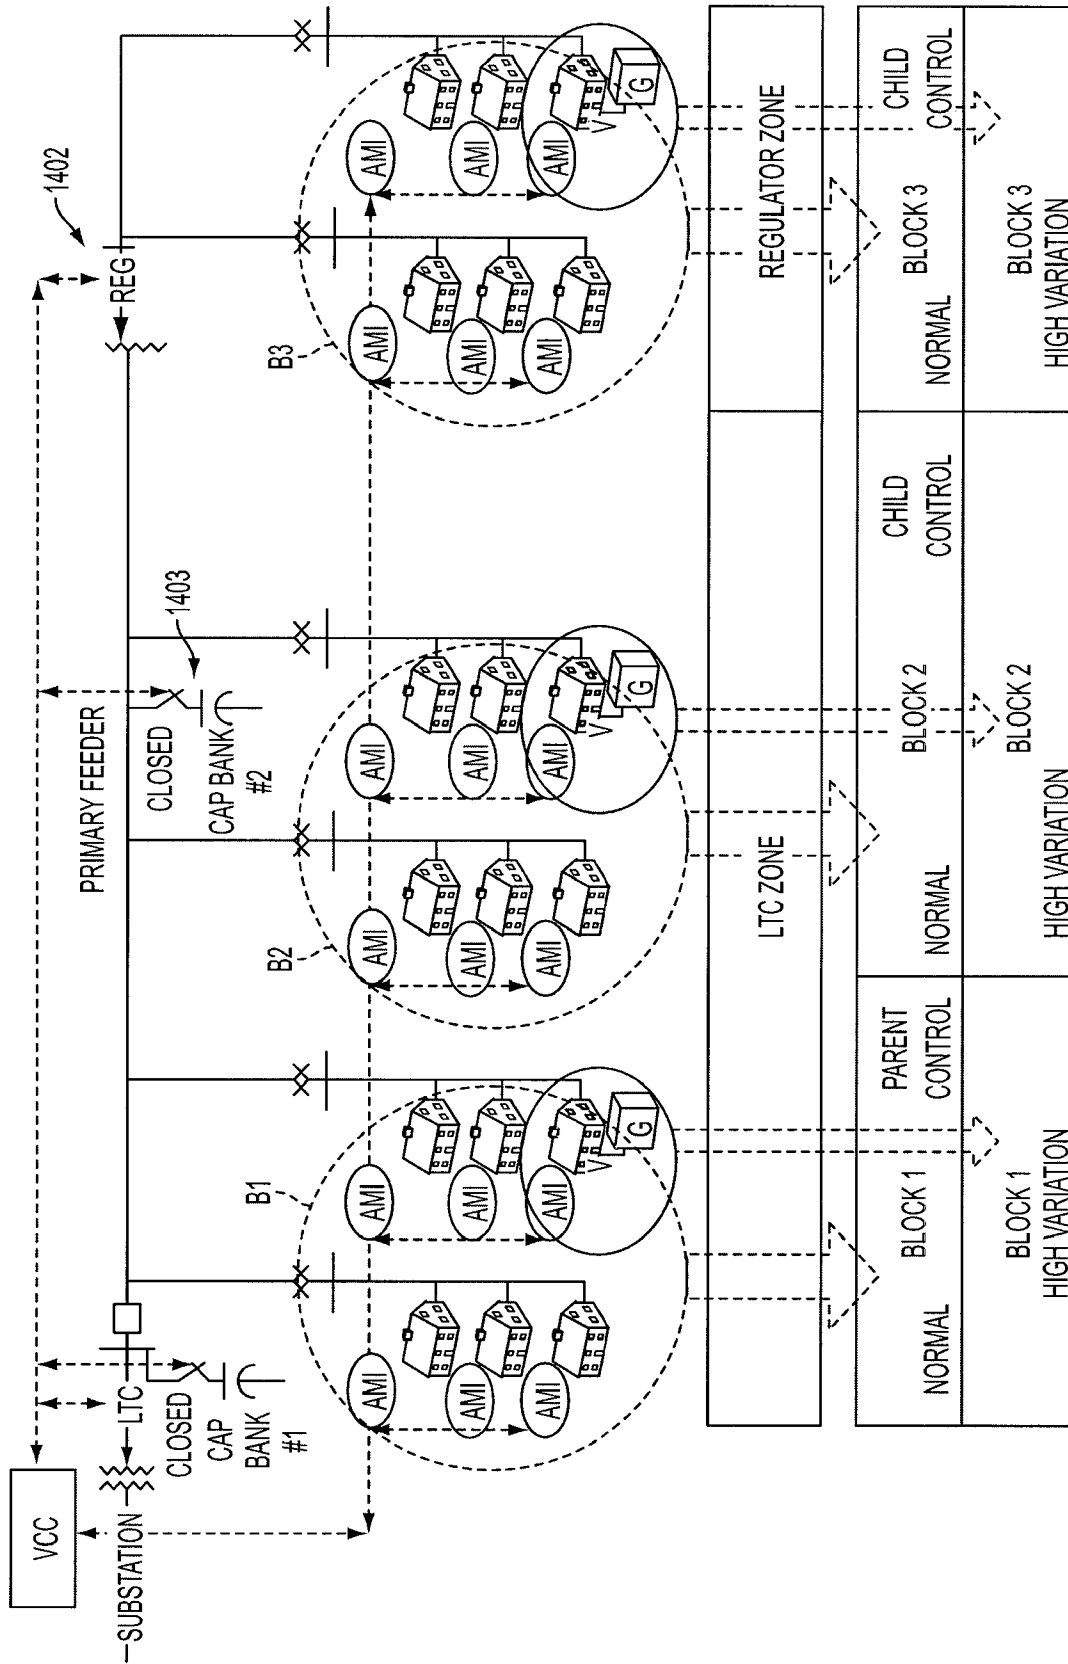 VCC
SUBSTATION
LTC
CLOSED
CAP
BANK
#1
PRIMARY FEEDER
CLOSED
CAP BANK
#2
1403
REG
1402
B1
AMI
AMI
AMI
AMI
AMI
AMI
V
G
B2
AMI
AMI
AMI
AMI
AMI
AMI
V
G
B3
AMI
AMI
AMI
AMI
AMI
AMI
V
G
LTC ZONE
REGULATOR ZONE
NORMAL
BLOCK 1
PARENT
CONTROL
NORMAL
BLOCK 2
CHILD
CONTROL
NORMAL
BLOCK 3
CHILD
CONTROL
BLOCK 1
HIGH VARIATION
BLOCK 2
HIGH VARIATION
BLOCK 3
HIGH VARIATION